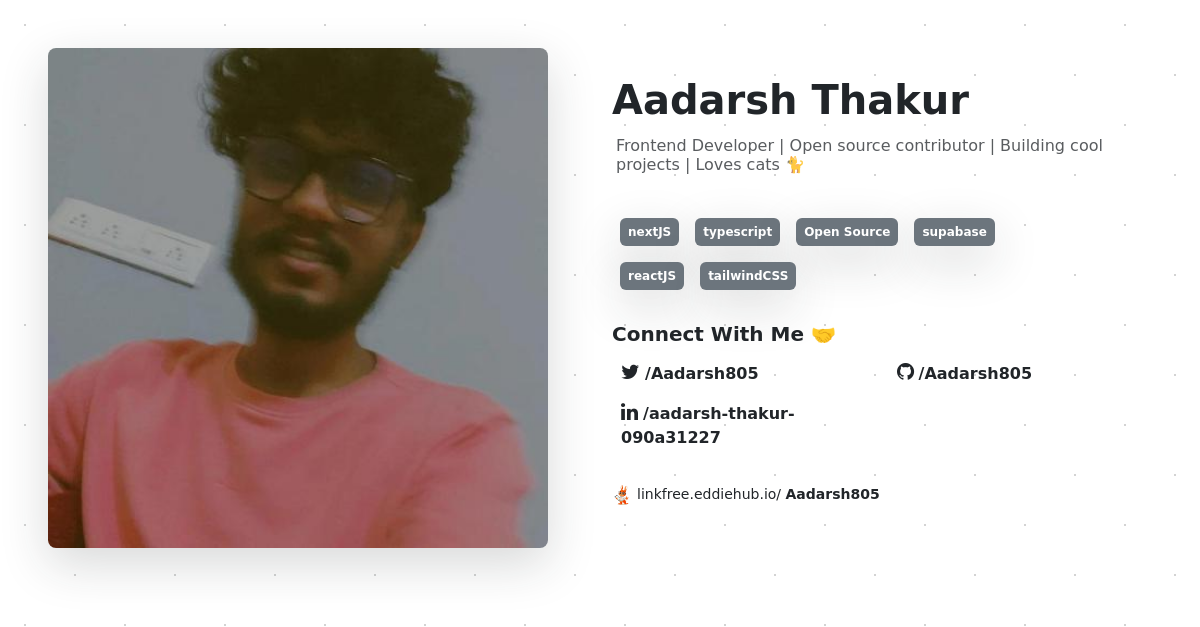 Aadarsh Thakur
Frontend Developer | Open source contributor | Building cool
projects | Loves cats 🐈
nextJS typescript Open Source supabase
reactJS tailwindCSS
Connect With Me 🤝
/Aadarsh805 /Aadarsh805
/aadarsh-thakur-
090a31227
linkfree.eddiehub.io/ Aadarsh805